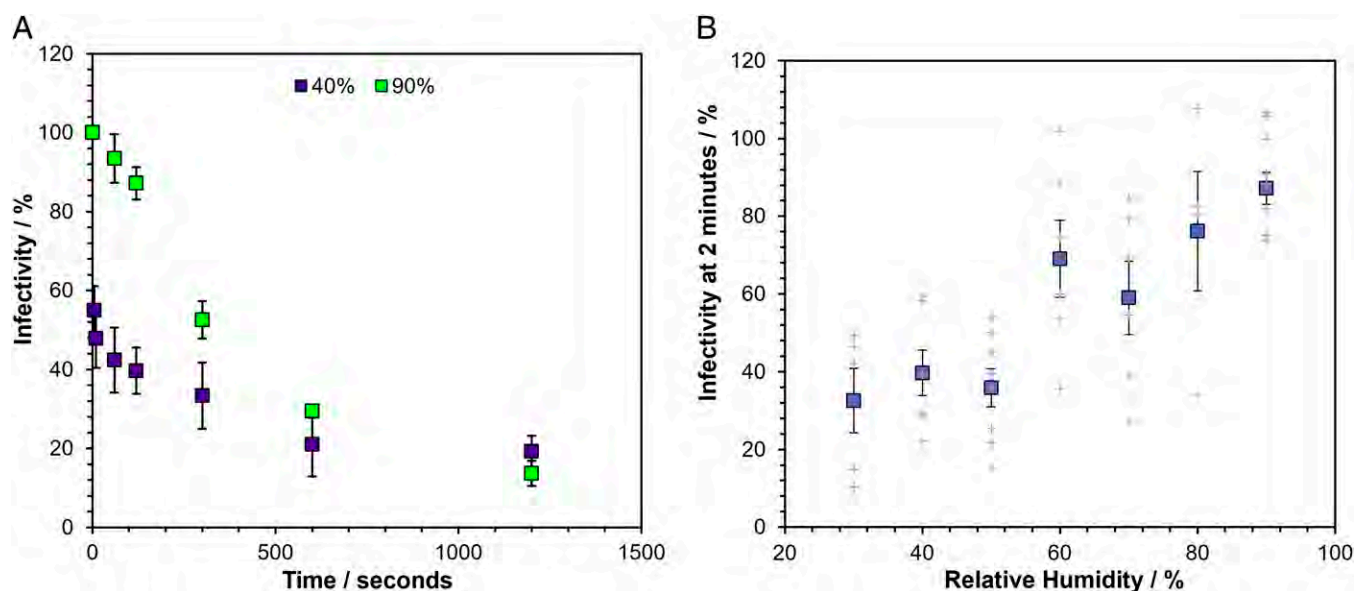 A
120
100
80
60
40
20
0
Infectivity / %
40% 90%
0 500 1000 1500
Time / seconds
B
120
100
80
60
40
20
0
Infectivity at 2 minutes / %
20 40 60 80 100
Relative Humidity / %